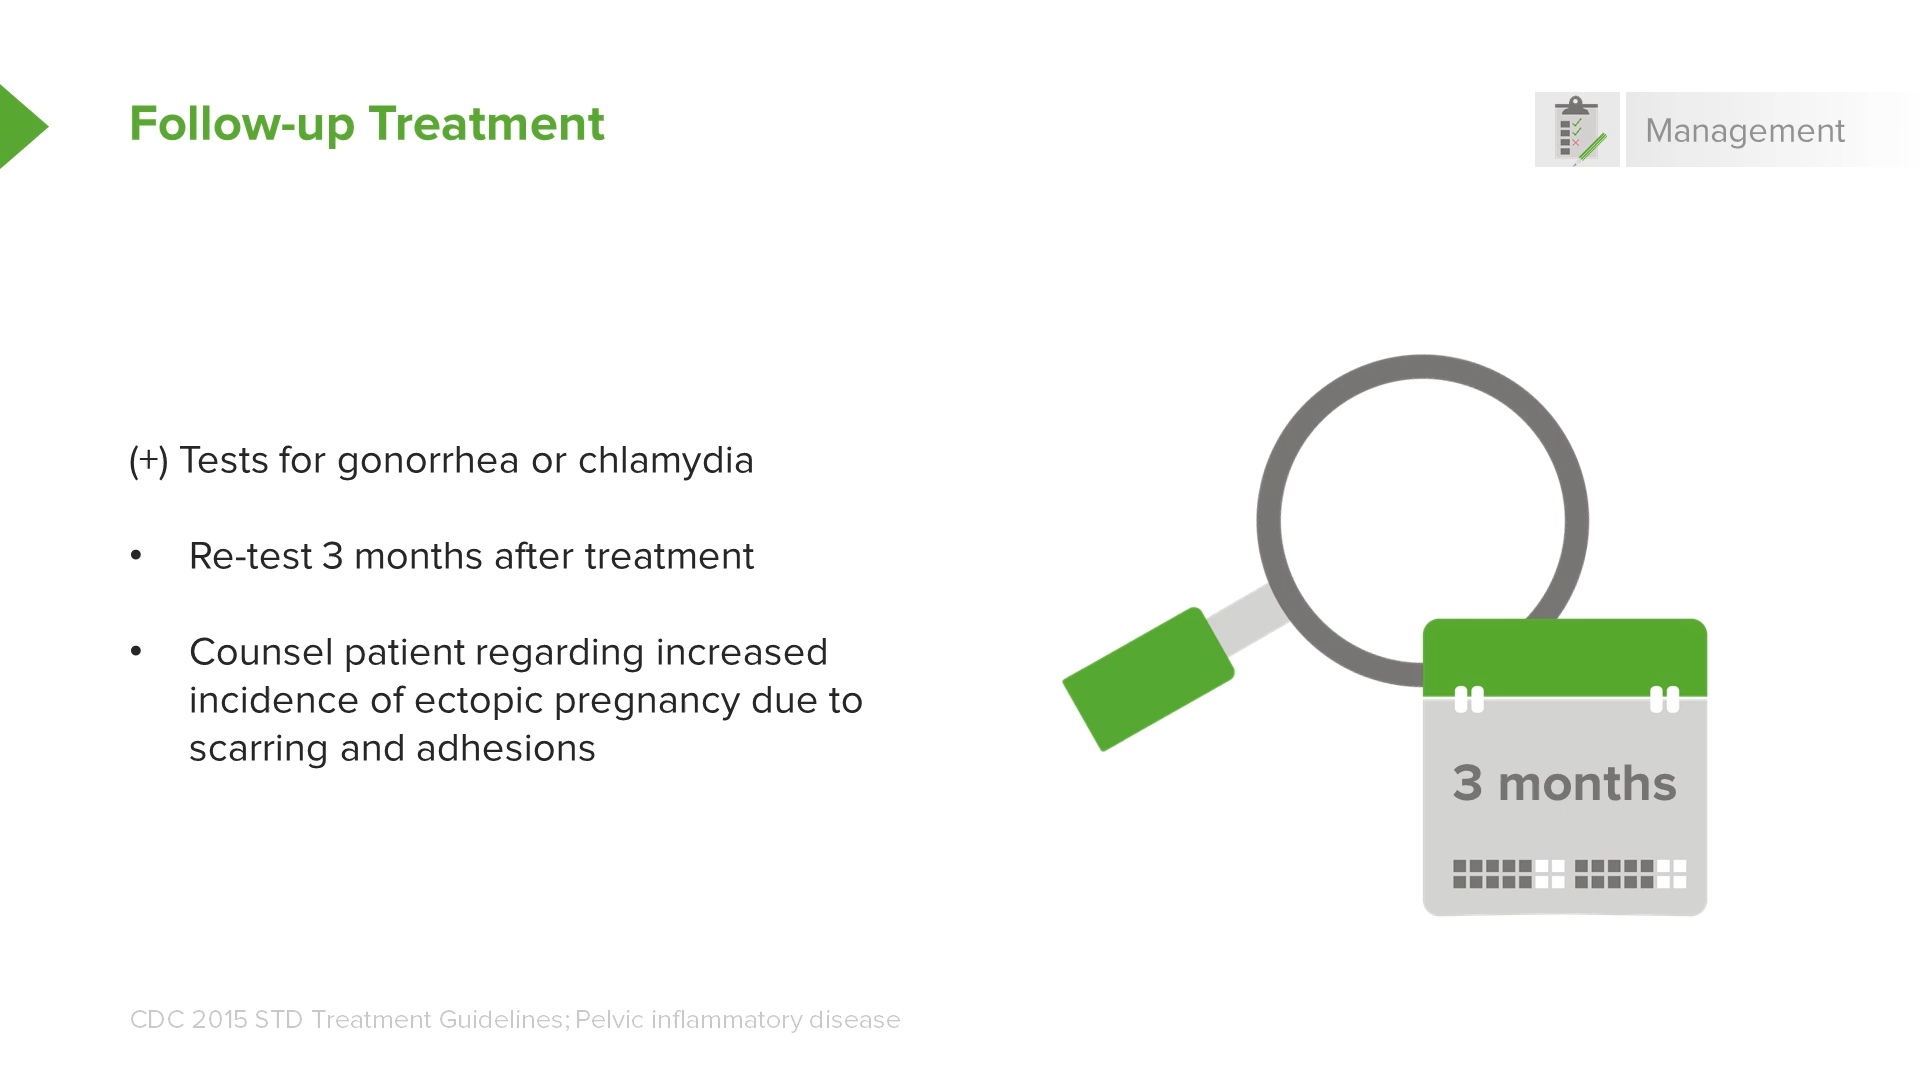 Follow-up Treatment
Management
(+) Tests for gonorrhea or chlamydia
• Re-test 3 months after treatment
• Counsel patient regarding increased
incidence of ectopic pregnancy due to
scarring and adhesions
3 months
CDC 2015 STD Treatment Guidelines; Pelvic inflammatory disease